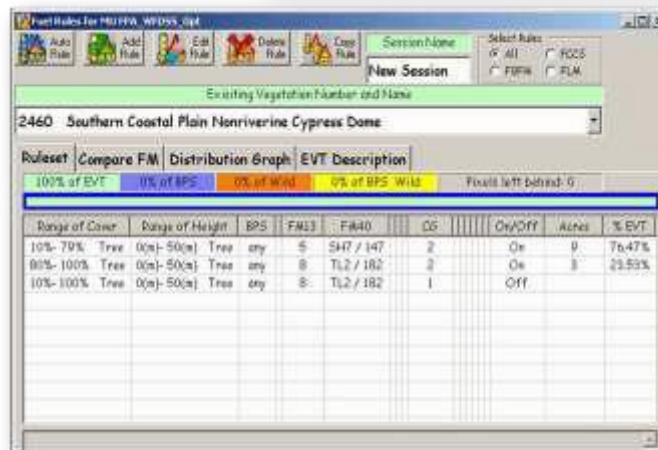 Fuel Rules for MU FPA_WFDSS_Opt
Auto Rule Add Rule Edit Rule Delete Rule Copy Rule
Session Name
New Session
Select Rules
All FCCS
FBFM FLM
Existing Vegetation Number and Name
2460 Southern Coastal Plain Nonriverine Cypress Dome
Ruleset Compare FM Distribution Graph EVT Description
100% of EVT 0% of BPS 0% of Wild 0% of BPS Wild Pixels left behind: 0
Range of Cover Range of Height BPS FM13 FM40 CG On/Off Acres % EVT
10%- 79% Tree 0(m)- 50(m) Tree any 5 SH7 / 147 2 On 76.47%
80%- 100% Tree 0(m)- 50(m) Tree any 8 TL2 / 182 2 On 23.53%
10%- 100% Tree 0(m)- 50(m) Tree any 8 TL2 / 182 1 Off